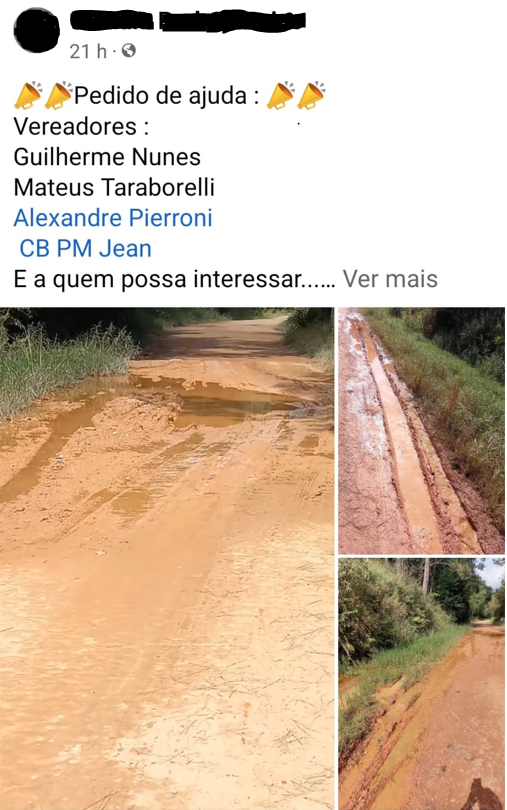 21 h ·
📣📣Pedido de ajuda : 📣📣
Vereadores :
Guilherme Nunes
Mateus Taraborelli
Alexandre Pierroni
CB PM Jean
E a quem possa interessar...... Ver mais